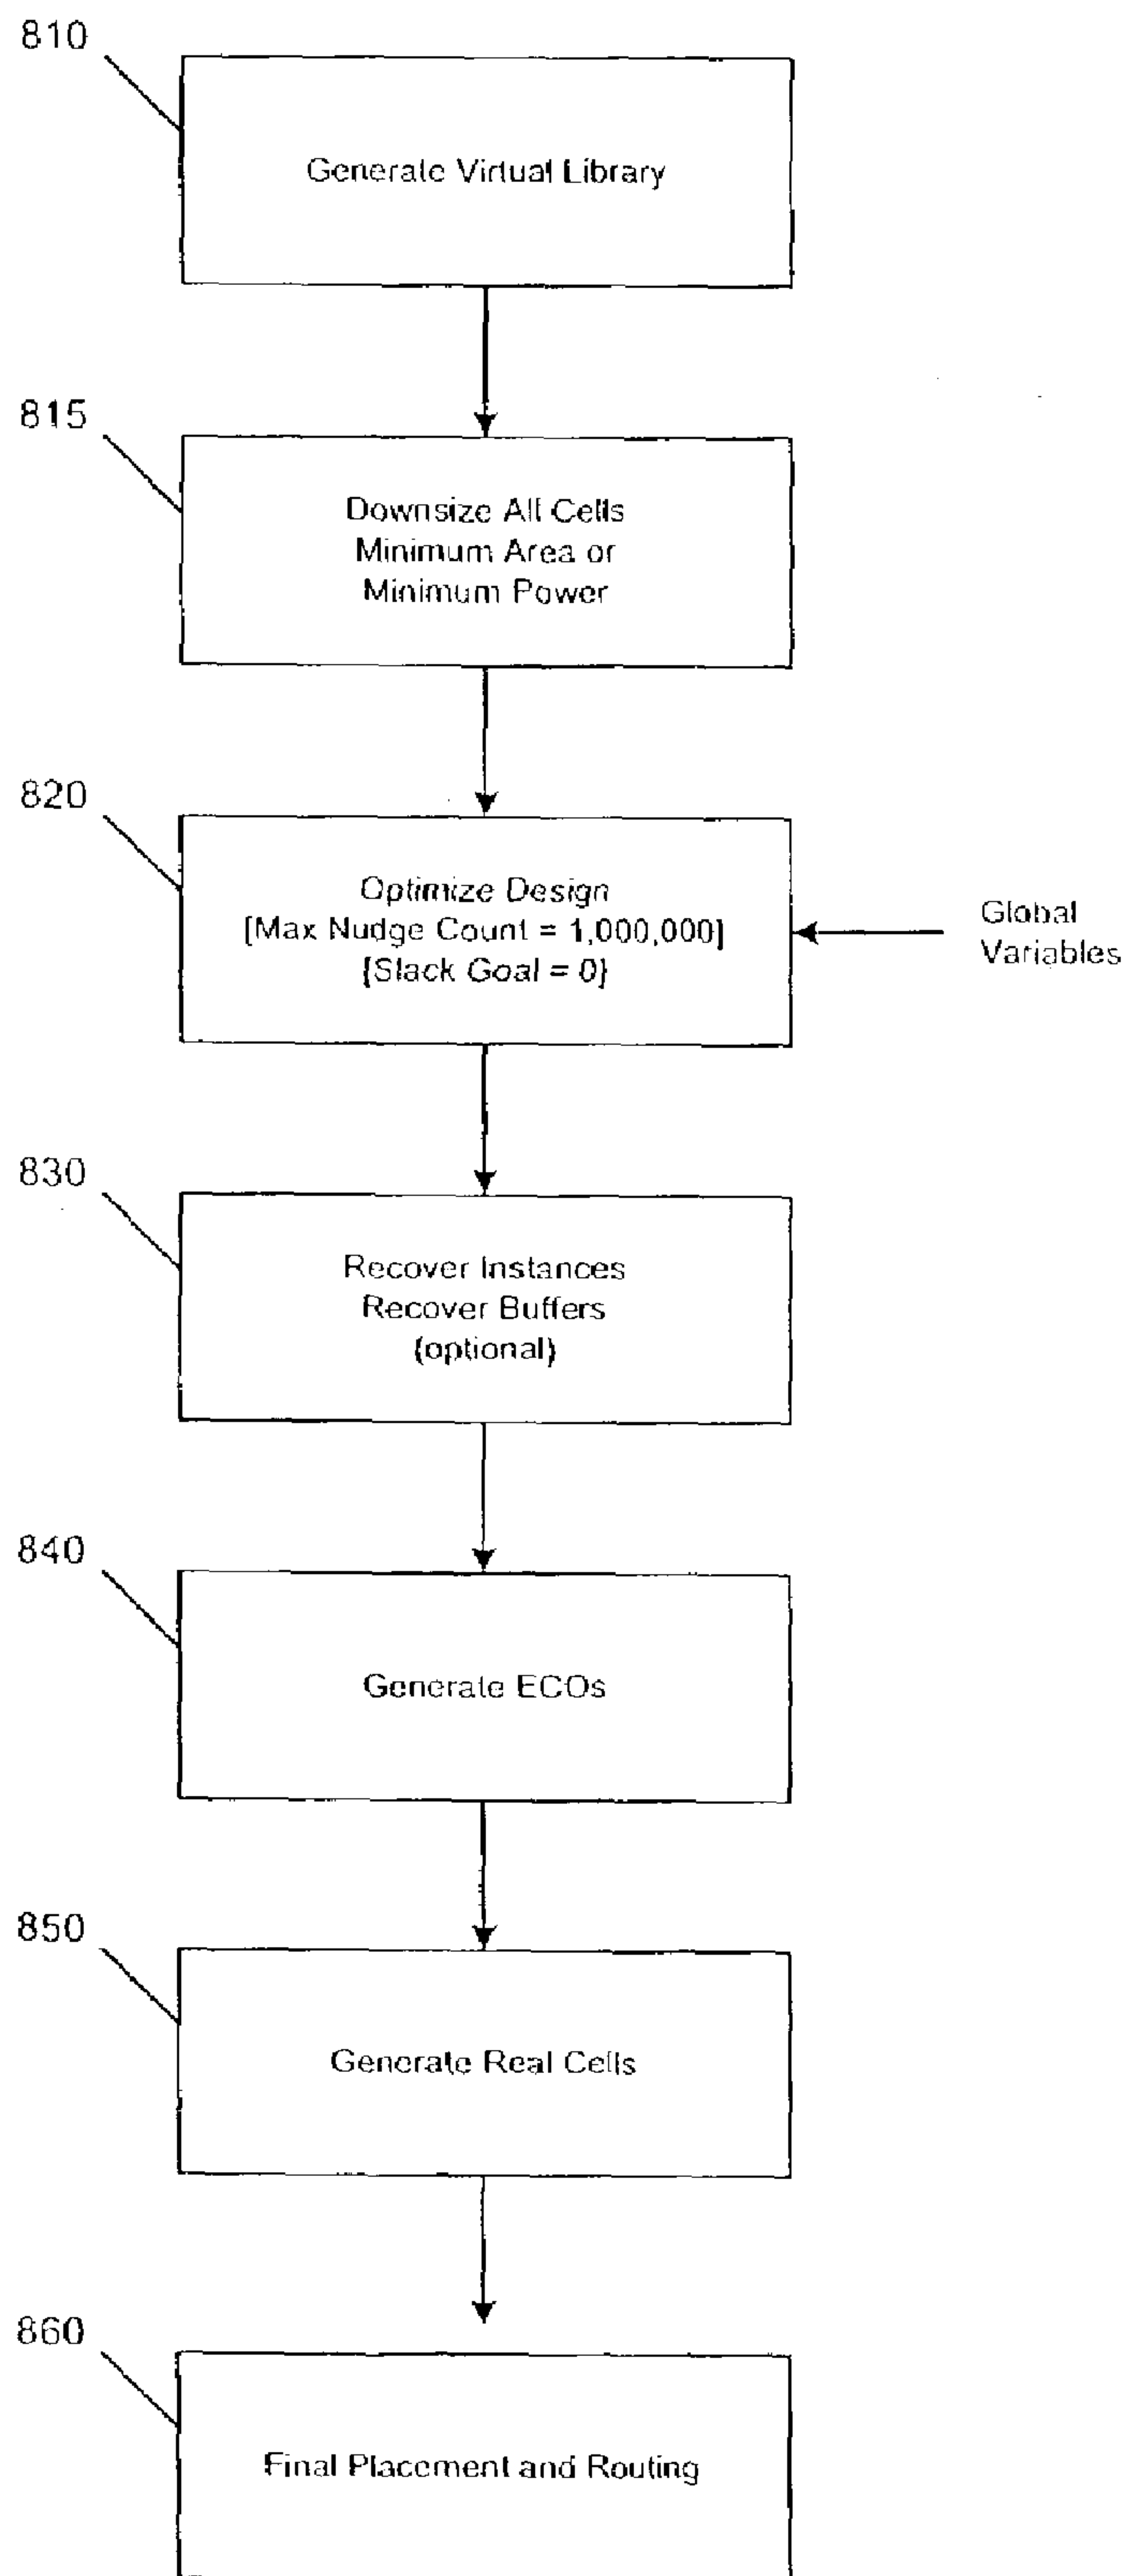 810
Generate Virtual Library
815
Downsize All Cells
Minimum Area or
Minimum Power
820
Optimize Design
[Max Nudge Count = 1,000,000]
[Slack Goal = 0]
Global
Variables
830
Recover Instances
Recover Buffers
(optional)
840
Generate ECOs
850
Generate Real Cells
860
Final Placement and Routing